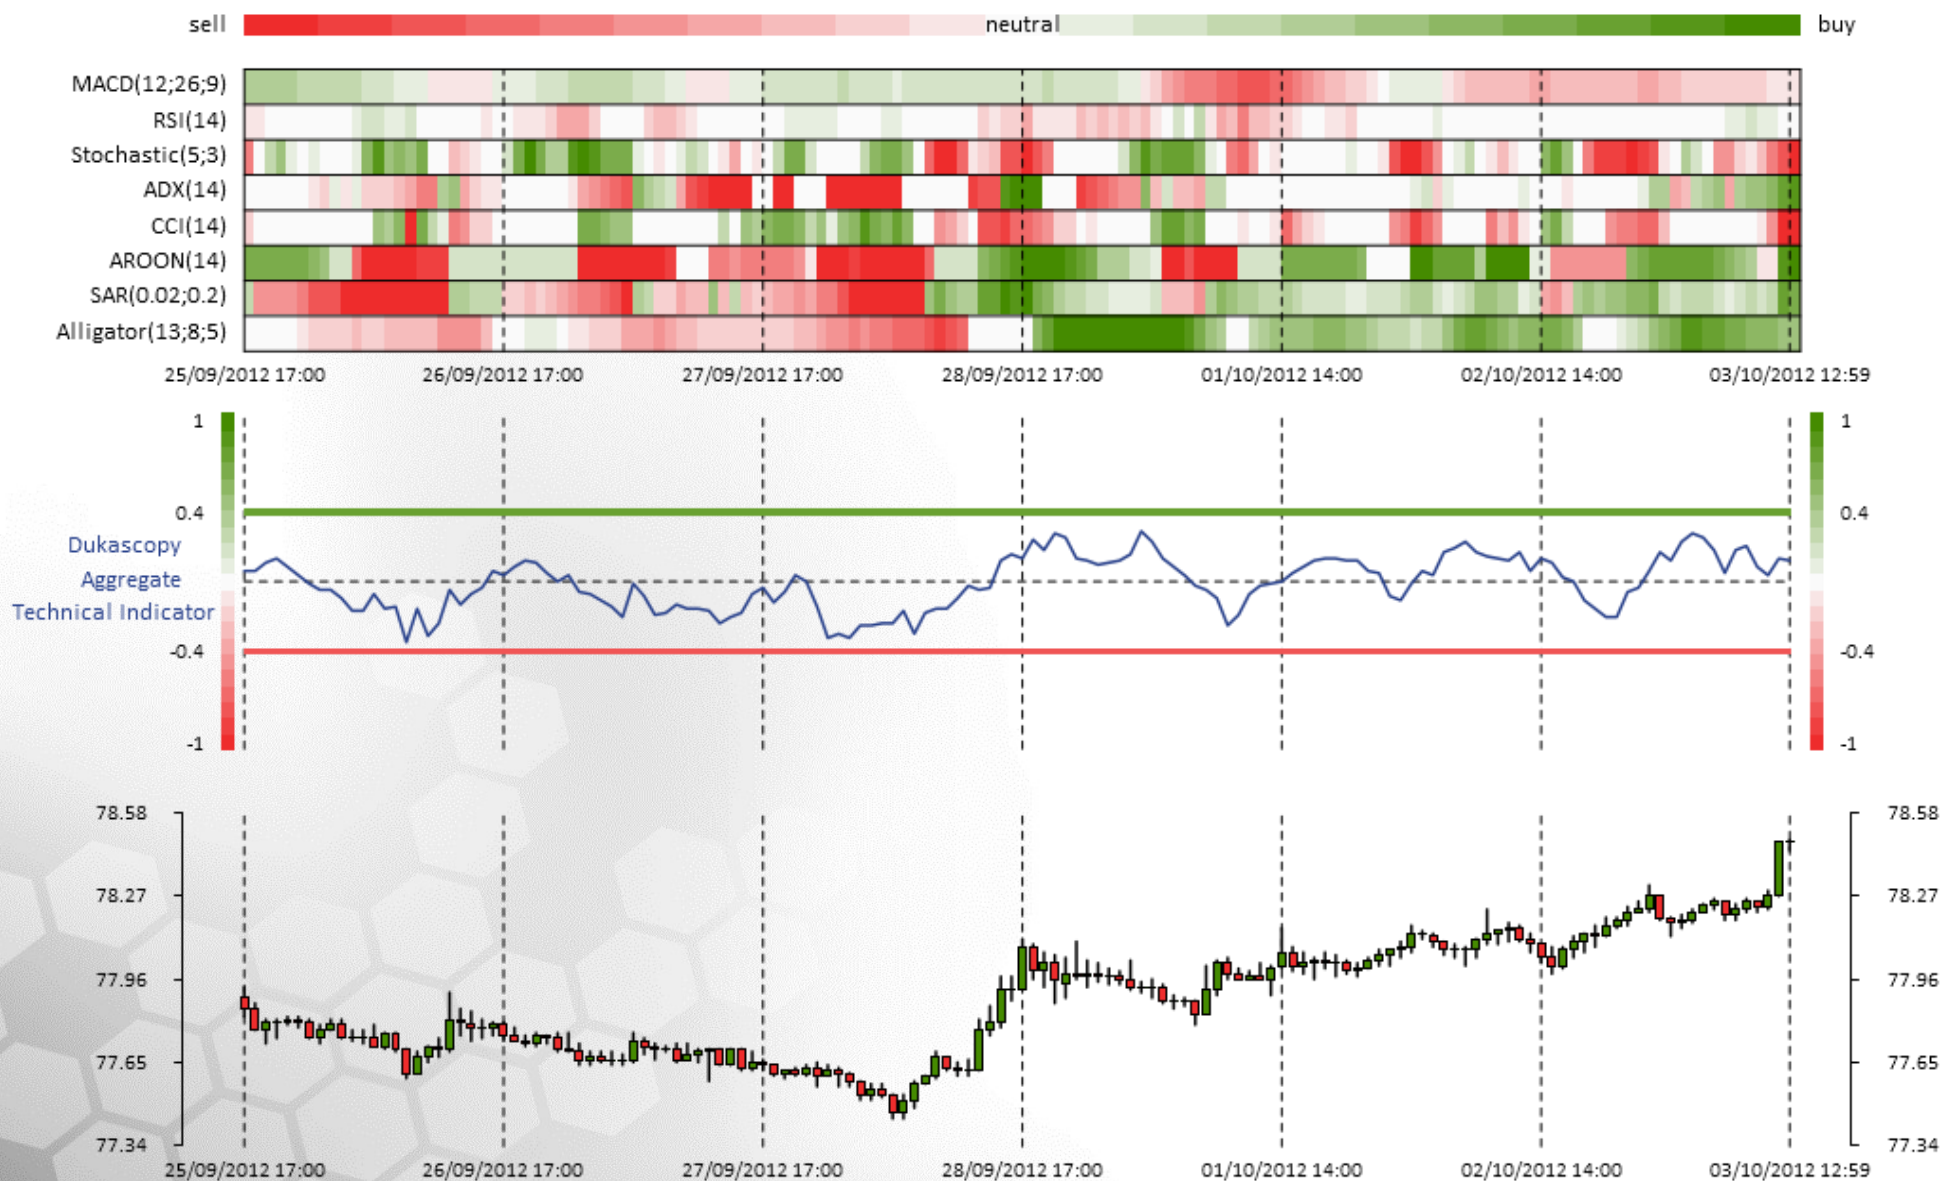 sell neutral buy
MACD(12;26;9)
RSI(14)
Stochastic(5;3)
ADX(14)
CCI(14)
AROON(14)
SAR(0.02;0.2)
Alligator(13;8;5)
25/09/2012 17:00 26/09/2012 17:00 27/09/2012 17:00 28/09/2012 17:00 01/10/2012 14:00 02/10/2012 14:00 03/10/2012 12:59
1 1
0.4 0.4
Dukascopy
Aggregate
Technical Indicator
-0.4 -0.4
-1 -1
78.58 78.58
78.27 78.27
77.96 77.96
77.65 77.65
77.34 77.34
25/09/2012 17:00 26/09/2012 17:00 27/09/2012 17:00 28/09/2012 17:00 01/10/2012 14:00 02/10/2012 14:00 03/10/2012 12:59